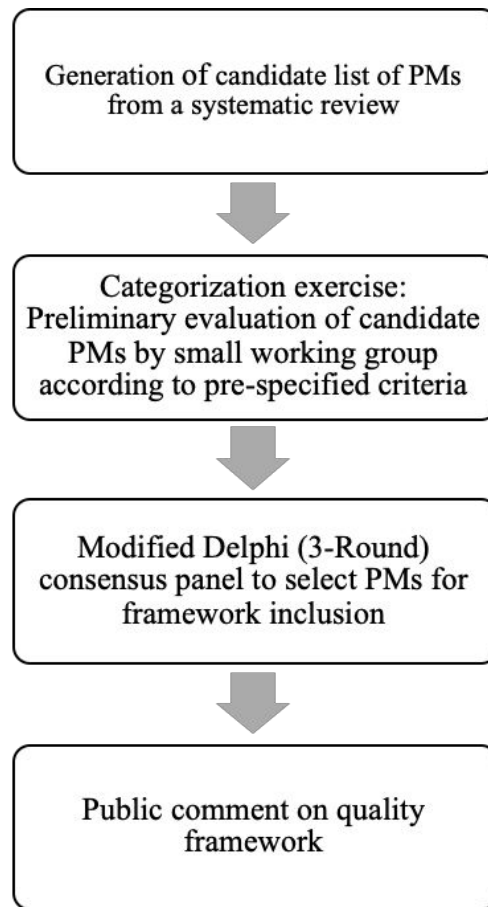 Generation of candidate list of PMs
from a systematic review
Categorization exercise:
Preliminary evaluation of candidate
PMs by small working group
according to pre-specified criteria
Modified Delphi (3-Round)
consensus panel to select PMs for
framework inclusion
Public comment on quality
framework